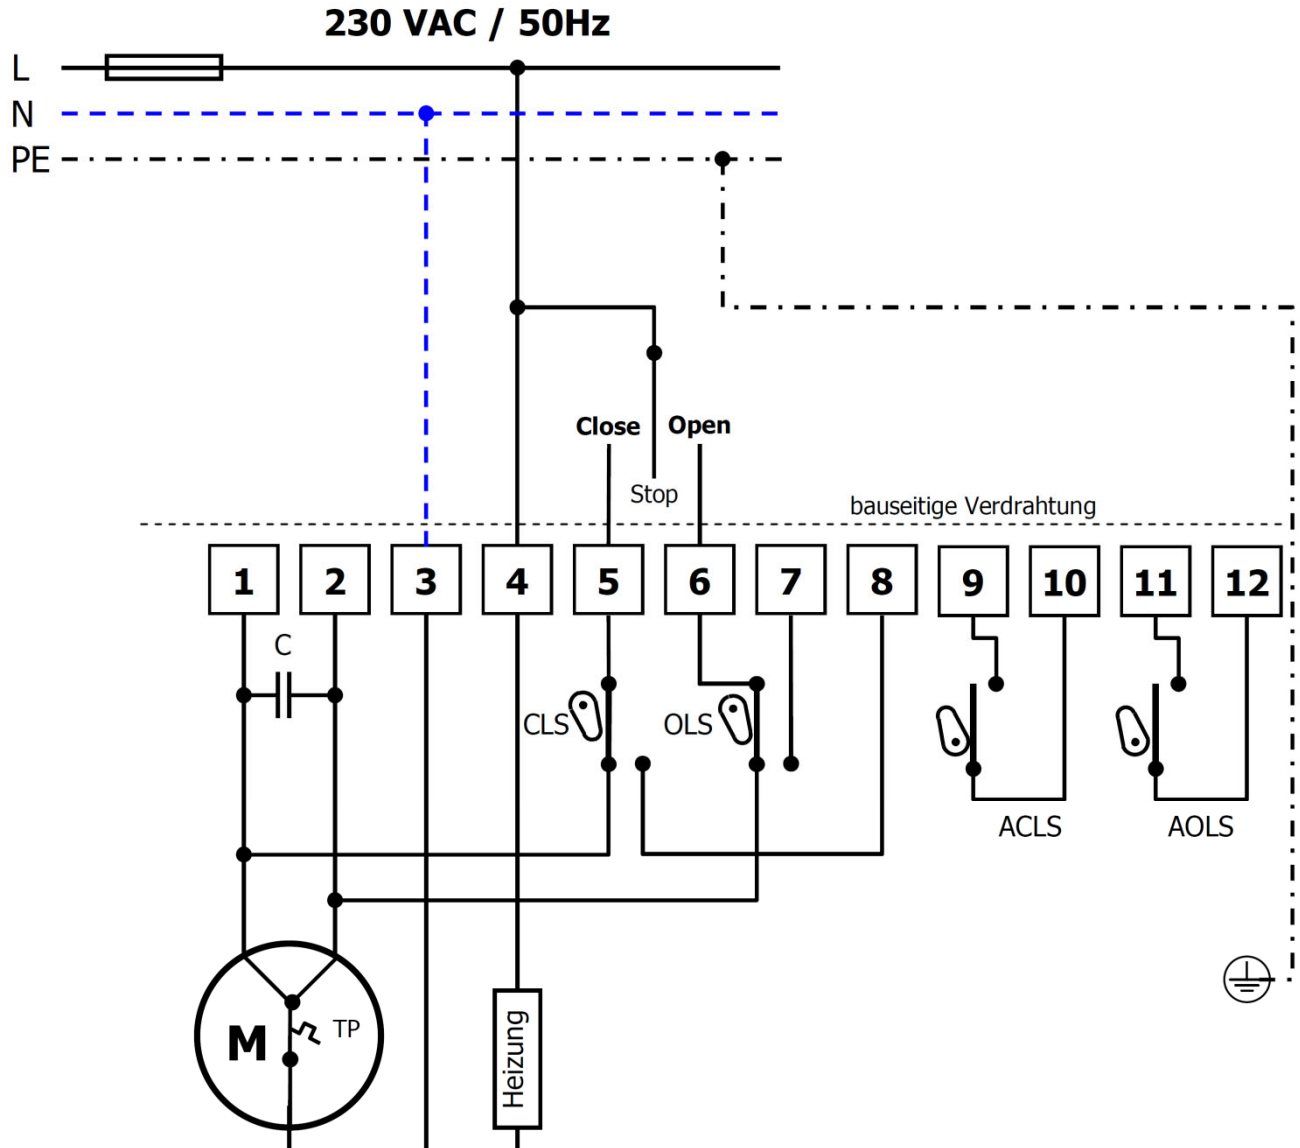 230 VAC / 50Hz
L
N
PE
Close Open
Stop
bauseitige Verdrahtung
1 2 3 4 5 6 7 8 9 10 11 12
C
CLS OLS
ACLS AOLS
M TP
Heizung